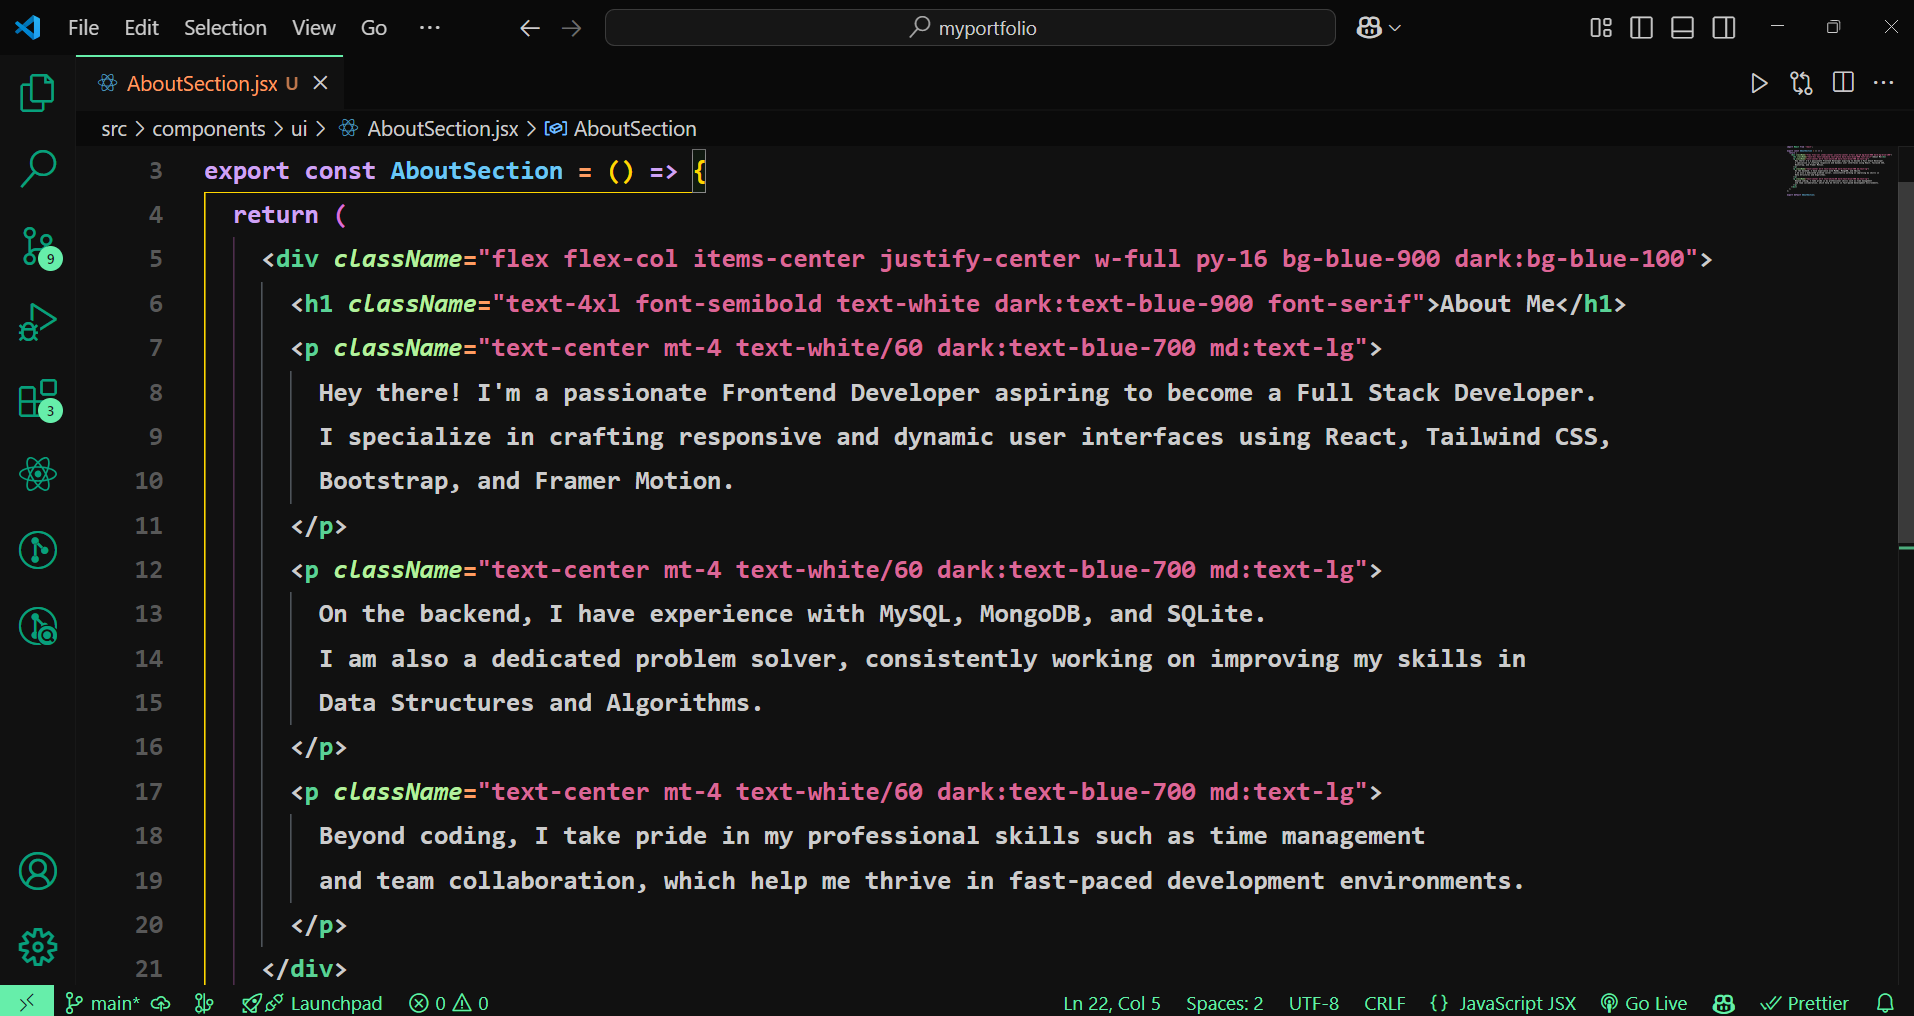 File Edit Selection View Go ··· myportfolio
AboutSection.jsx U
src > components > ui > AboutSection.jsx > AboutSection
3 export const AboutSection = () => {
4 return (
5 <div className="flex flex-col items-center justify-center w-full py-16 bg-blue-900 dark:bg-blue-100">
6 <h1 className="text-4xl font-semibold text-white dark:text-blue-900 font-serif">About Me</h1>
7 <p className="text-center mt-4 text-white/60 dark:text-blue-700 md:text-lg">
8 Hey there! I'm a passionate Frontend Developer aspiring to become a Full Stack Developer.
9 I specialize in crafting responsive and dynamic user interfaces using React, Tailwind CSS,
10 Bootstrap, and Framer Motion.
11 </p>
12 <p className="text-center mt-4 text-white/60 dark:text-blue-700 md:text-lg">
13 On the backend, I have experience with MySQL, MongoDB, and SQLite.
14 I am also a dedicated problem solver, consistently working on improving my skills in
15 Data Structures and Algorithms.
16 </p>
17 <p className="text-center mt-4 text-white/60 dark:text-blue-700 md:text-lg">
18 Beyond coding, I take pride in my professional skills such as time management
19 and team collaboration, which help me thrive in fast-paced development environments.
20 </p>
21 </div>
9
3
main* Launchpad 0 0 Ln 22, Col 5 Spaces: 2 UTF-8 CRLF {} JavaScript JSX Go Live Prettier